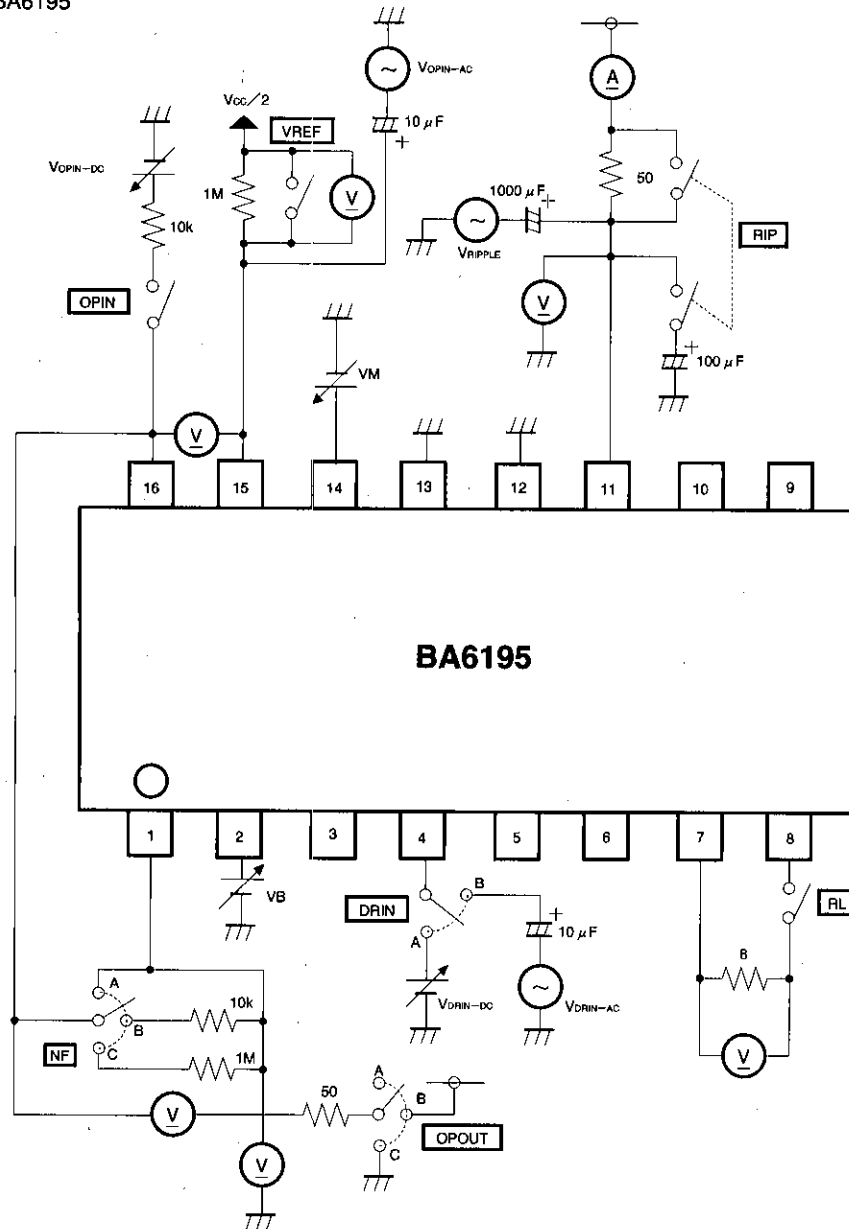 BA6195
VOPIN-AC
A
VCC/2
10 μF
+
VREF
VOPIN-DC
1M
V
50
1000 μF
+
10k
RIP
VRIPPLE
OPIN
V
VM
+
100 μF
V
16
15
14
13
12
11
10
9
BA6195
1
2
3
4
5
6
7
8
VB
DRIN
B
A
+
10 μF
RL
8
A
10k
VDRIN-DC
VDRIN-AC
B
NF
C
1M
V
A
50
B
V
OPOUT
C
V